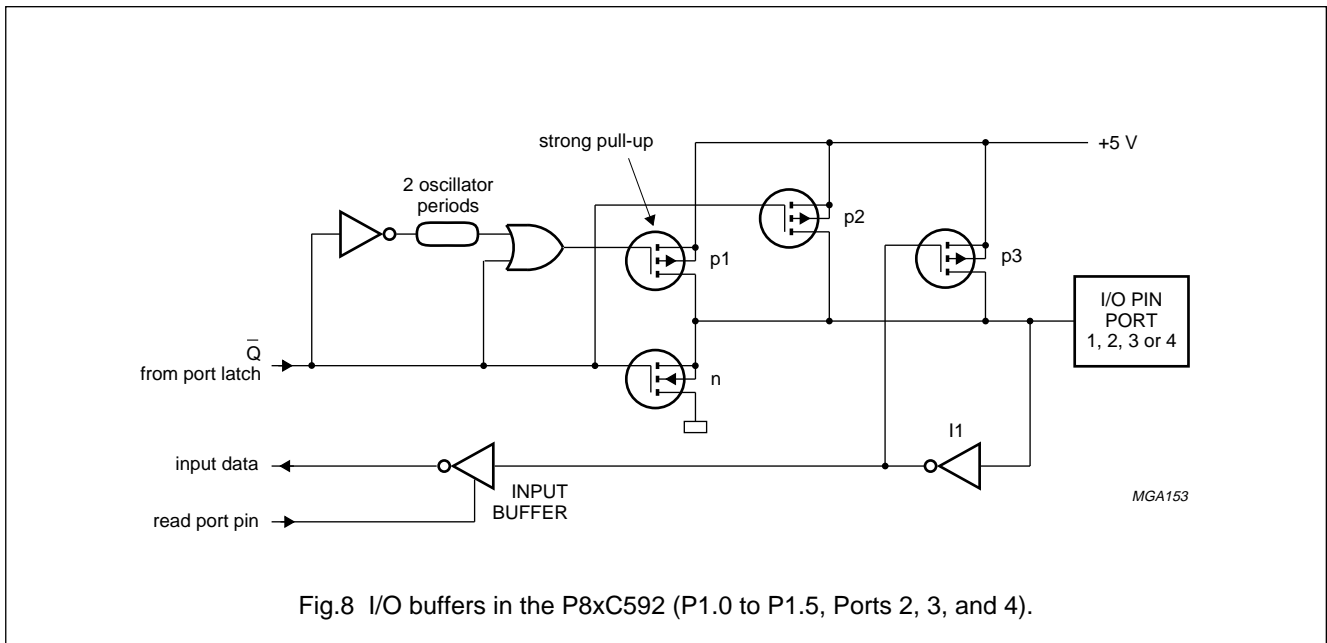 strong pull-up
+5 V
2 oscillator
periods
p2
p1
p3
I/O PIN
PORT
1, 2, 3 or 4
Q̅
from port latch
n
I1
input data
INPUT
BUFFER
read port pin
MGA153
Fig.8 I/O buffers in the P8xC592 (P1.0 to P1.5, Ports 2, 3, and 4).